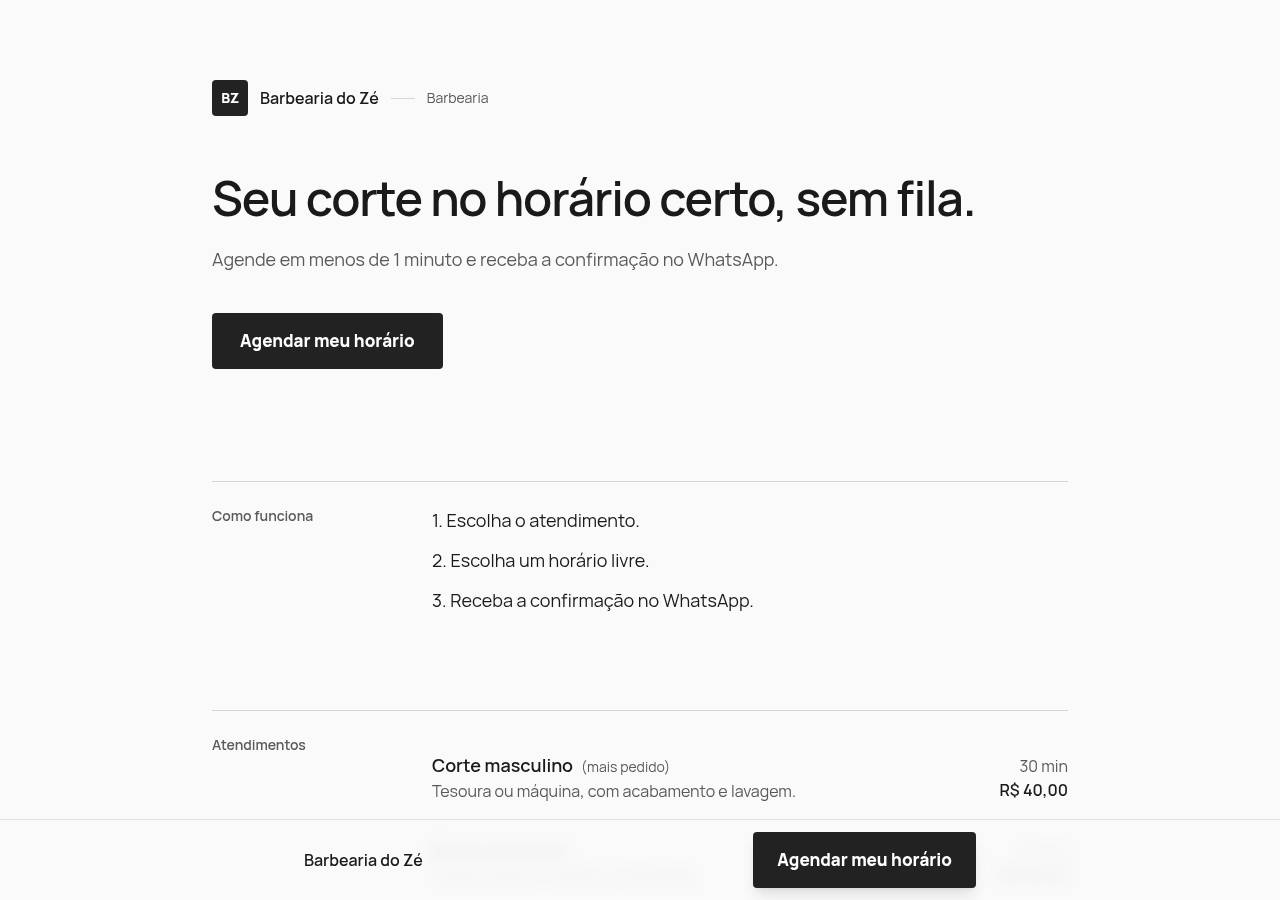 BZ Barbearia do Zé Barbearia
Seu corte no horário certo, sem fila.
Agende em menos de 1 minuto e receba a confirmação no WhatsApp.
Agendar meu horário
Como funciona
1. Escolha o atendimento.
2. Escolha um horário livre.
3. Receba a confirmação no WhatsApp.
Atendimentos
Corte masculino (mais pedido) 30 min
Tesoura ou máquina, com acabamento e lavagem. R$ 40,00
Barbearia do Zé Agendar meu horário